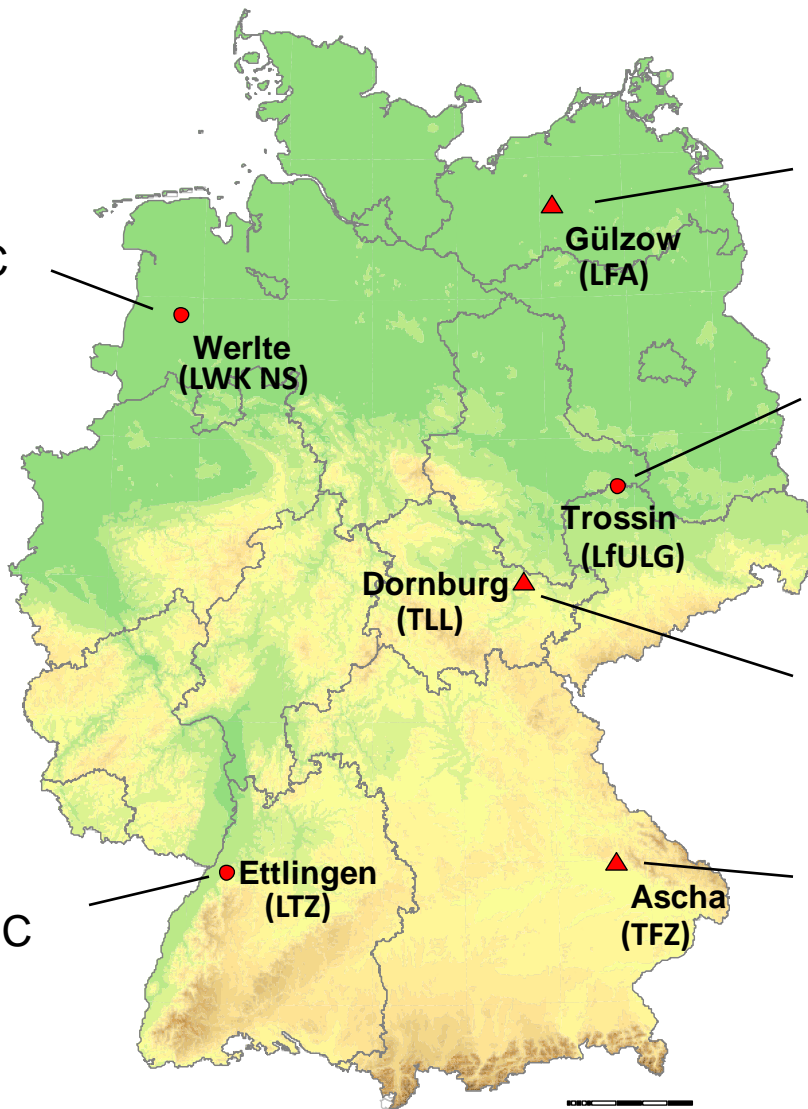 Gülzow
(LFA)
C
Werlte
(LWK NS)
Trossin
(LfULG)
Dornburg
(TLL)
Ettlingen
(LTZ)
Ascha
(TFZ)
C